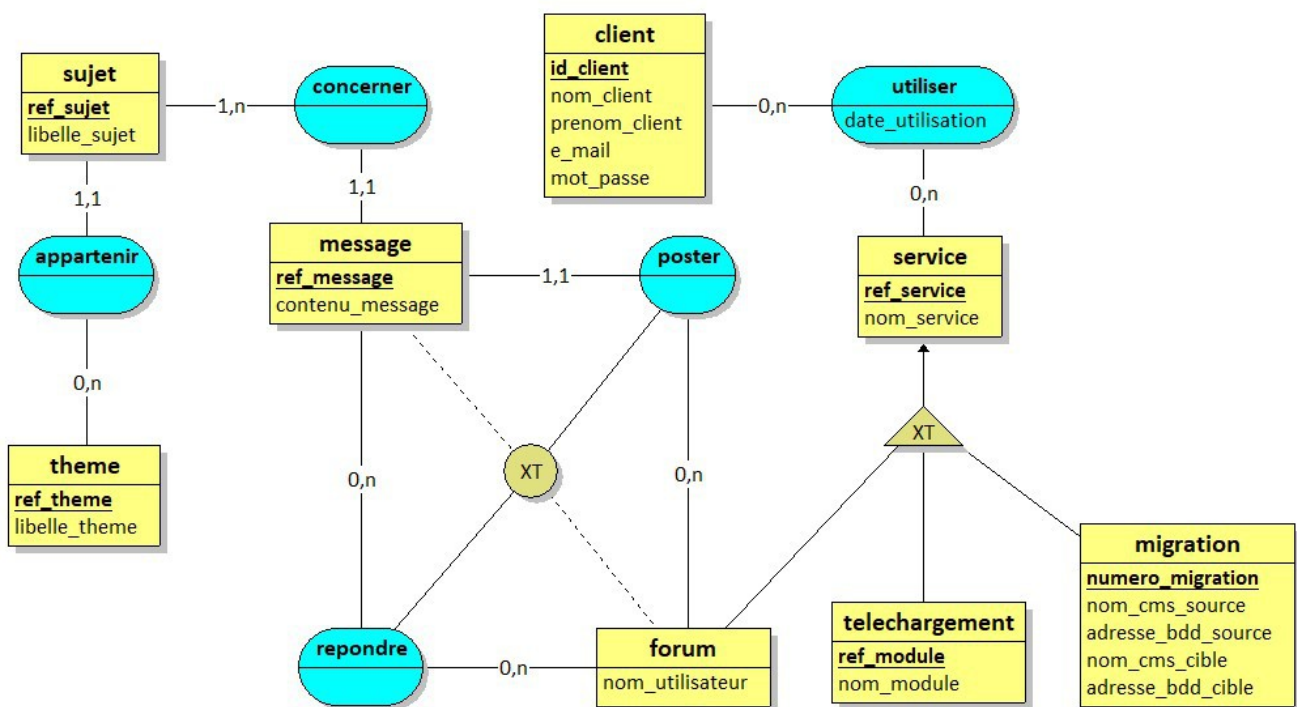 client
id_client
nom_client
prenom_client
e_mail
mot_passe
sujet
ref_sujet
libelle_sujet
1,n
concerner
0,n
utiliser
date_utilisation
1,1
1,1
0,n
appartenir
message
ref_message
contenu_message
1,1
poster
service
ref_service
nom_service
0,n
theme
ref_theme
libelle_theme
0,n
XT
0,n
XT
repondre
0,n
forum
nom_utilisateur
telechargement
ref_module
nom_module
migration
numero_migration
nom_cms_source
adresse_bdd_source
nom_cms_cible
adresse_bdd_cible